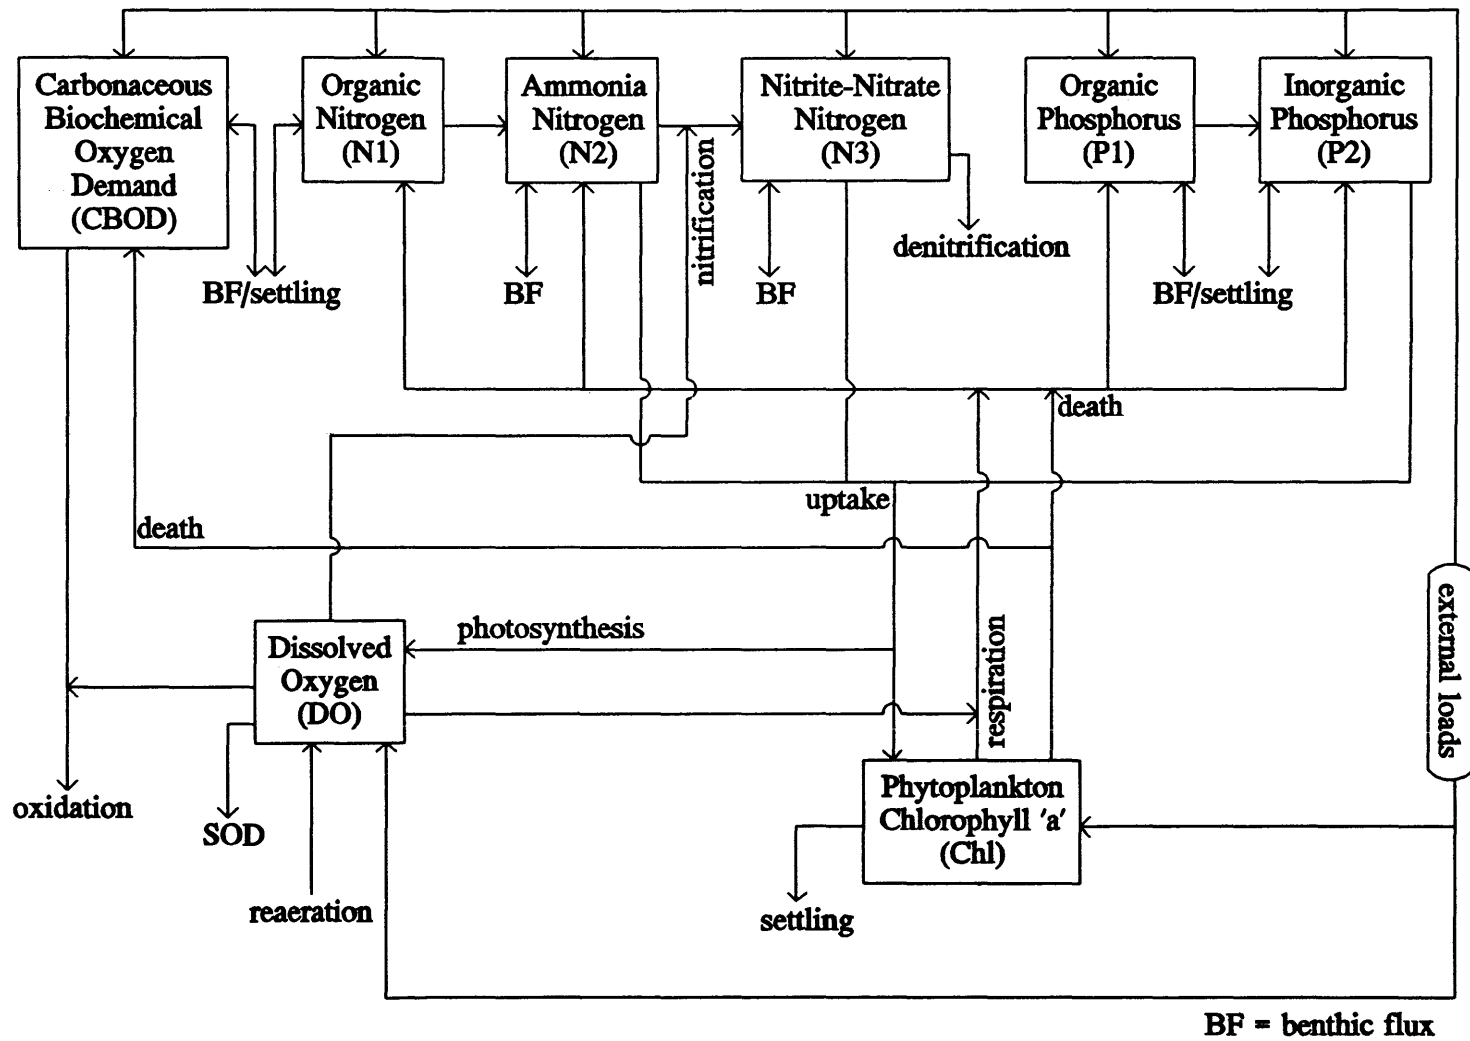 Carbonaceous
Biochemical
Oxygen
Demand
(CBOD)
Organic
Nitrogen
(N1)
Ammonia
Nitrogen
(N2)
Nitrite-Nitrate
Nitrogen
(N3)
Organic
Phosphorus
(P1)
Inorganic
Phosphorus
(P2)
nitrification
denitrification
BF/settling
BF
BF
BF/settling
death
uptake
death
external loads
photosynthesis
respiration
Dissolved
Oxygen
(DO)
Phytoplankton
Chlorophyll 'a'
(Chl)
oxidation
SOD
reaeration
settling
BF = benthic flux